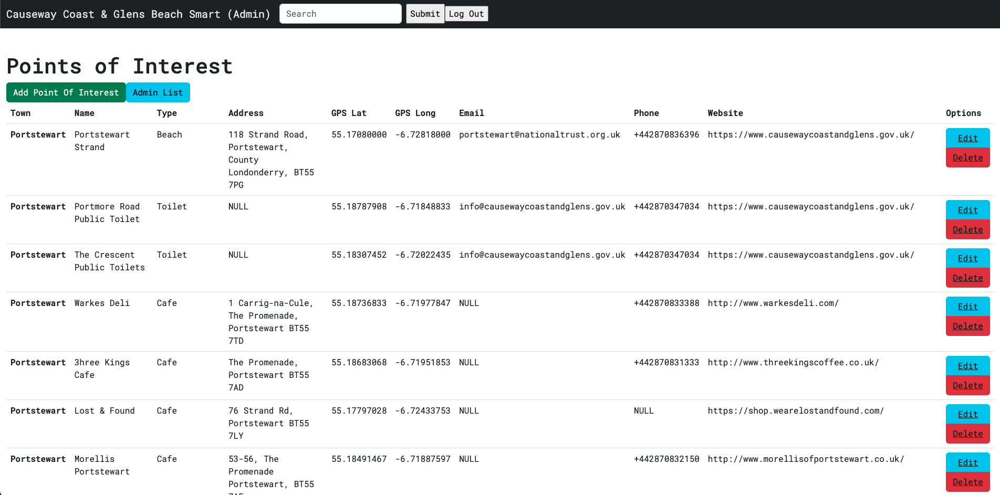 Causeway Coast & Glens Beach Smart (Admin) Search Submit Log Out
Points of Interest
Add Point Of Interest Admin List
Town Name Type Address GPS Lat GPS Long Email Phone Website Options
Portstewart Portstewart Beach 118 Strand Road, 55.17080000 -6.72818000 portstewart@nationaltrust.org.uk +442870836396 https://www.causewaycoastandglens.gov.uk/ Edit
Strand Portstewart, Delete
County
Londonderry, BT55
7PG
Portstewart Portmore Road Toilet NULL 55.18787908 -6.71848833 info@causewaycoastandglens.gov.uk +442870347034 https://www.causewaycoastandglens.gov.uk/ Edit
Public Toilet Delete
Portstewart The Crescent Toilet NULL 55.18307452 -6.72022435 info@causewaycoastandglens.gov.uk +442870347034 https://www.causewaycoastandglens.gov.uk/ Edit
Public Toilets Delete
Portstewart Warkes Deli Cafe 1 Carrig-na-Cule, 55.18736833 -6.71977847 NULL +442870833388 http://www.warkesdeli.com/ Edit
The Promenade, Delete
Portstewart BT55
7TD
Portstewart 3hree Kings Cafe The Promenade, 55.18683068 -6.71951853 NULL +442870831333 http://www.threekingscoffee.co.uk/ Edit
Cafe Portstewart BT55 Delete
7AD
Portstewart Lost & Found Cafe 76 Strand Rd, 55.17797028 -6.72433753 NULL NULL https://shop.wearelostandfound.com/ Edit
Portstewart BT55 Delete
7LY
Portstewart Morellis Cafe 53-56, The 55.18491467 -6.71887597 NULL +442870832150 http://www.morellisofportstewart.co.uk/ Edit
Portstewart Promenade Delete
Portstewart, BT55